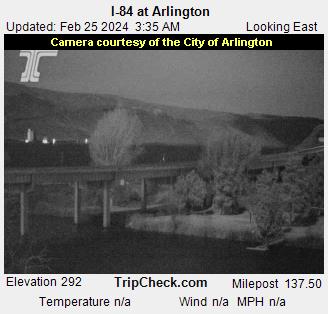 I-84 at Arlington
Updated: Feb 25 2024 3:35 AM Looking East
Camera courtesy of the City of Arlington
Elevation 292 TripCheck.com Milepost 137.50
Temperature n/a Wind n/a MPH n/a